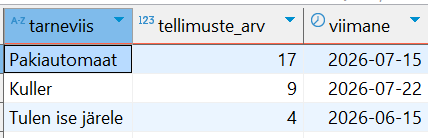 A-Z tarneviis 123 tellimuste_arv viimane
Pakiautomaat 17 2026-07-15
Kuller 9 2026-07-22
Tulen ise järele 4 2026-06-15